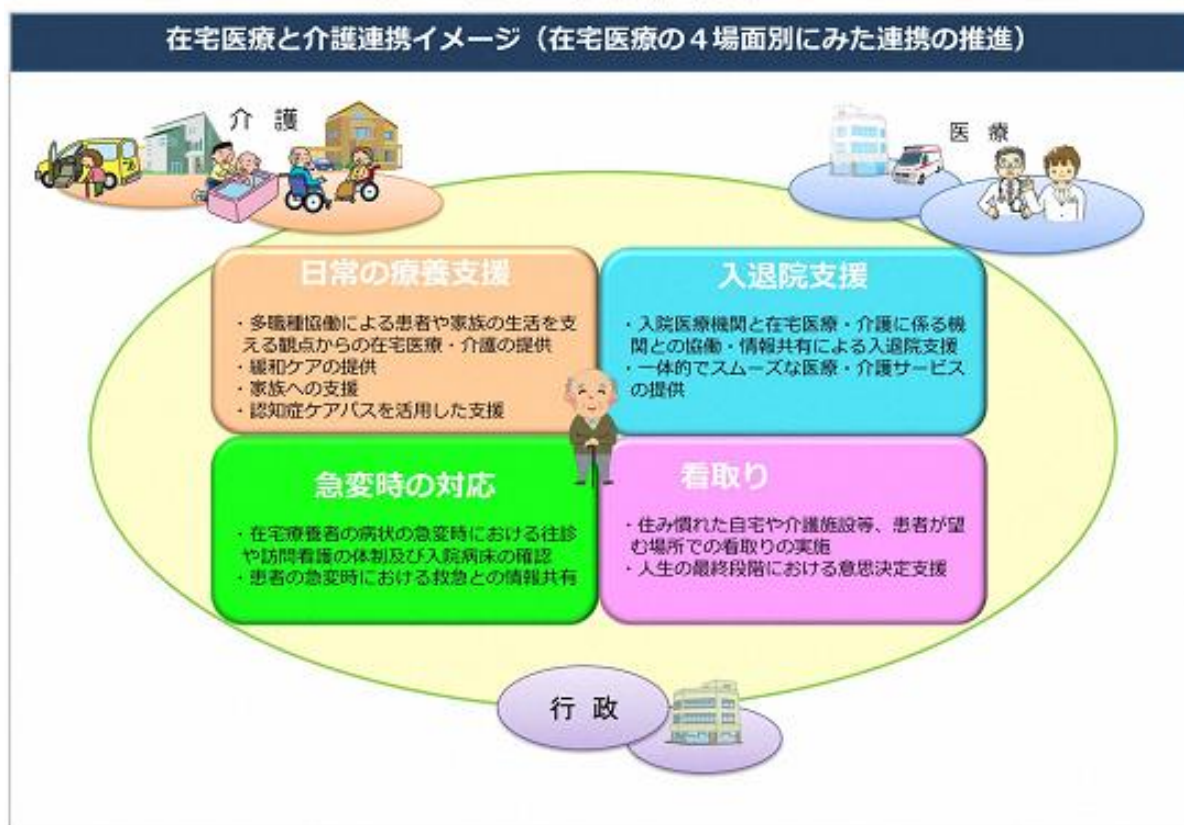 在宅医療と介護連携イメージ（在宅医療の４場面別にみた連携の推進）
介 護
医 療
日常の療養支援
・多職種協働による患者や家族の生活を支
える観点からの在宅医療・介護の提供
・緩和ケアの提供
・家族への支援
・認知症ケアパスを活用した支援
入退院支援
・入院医療機関と在宅医療・介護に係る機
関との協働・情報共有による入退院支援
・一体的でスムーズな医療・介護サービス
の提供
急変時の対応
・在宅療養者の病状の急変時における往診
や訪問看護の体制及び入院病床の確認
・患者の急変時における救急との情報共有
看取り
・住み慣れた自宅や介護施設等、患者が望
む場所での看取りの実施
・人生の最終段階における意思決定支援
行 政